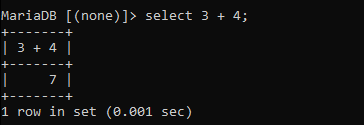 MariaDB [(none)]> select 3 + 4;
+-------+
| 3 + 4 |
+-------+
|     7 |
+-------+
1 row in set (0.001 sec)